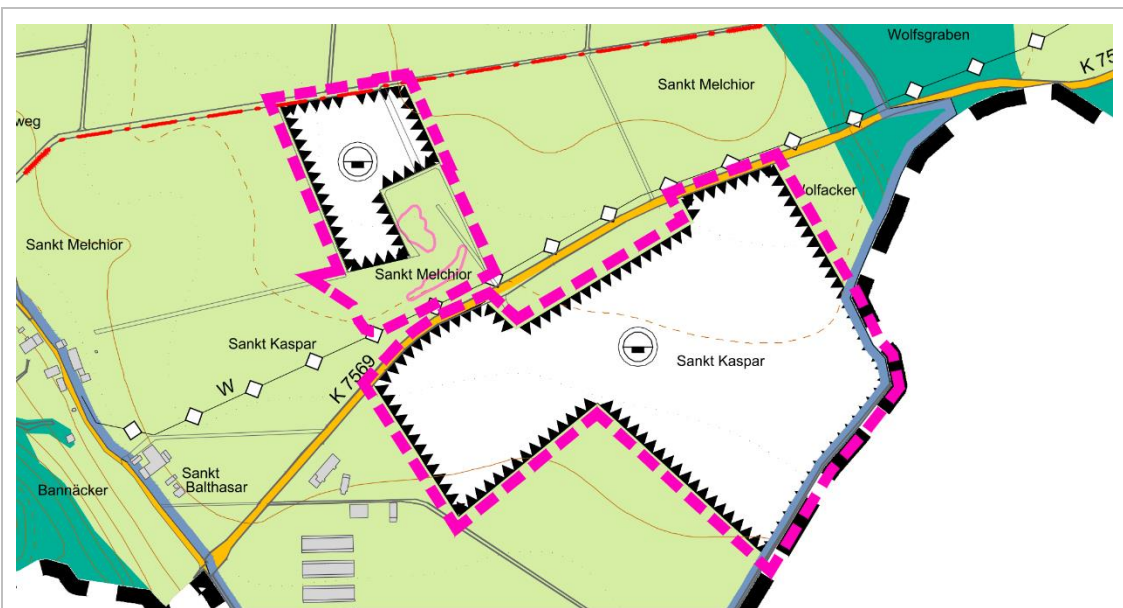 Wolfsgraben
K 75
Sankt Melchior
weg
Wolfacker
Sankt Melchior
Sankt Melchior
Sankt Kaspar
Sankt Kaspar
K 7569
W
Sankt
Balthasar
Bannäcker